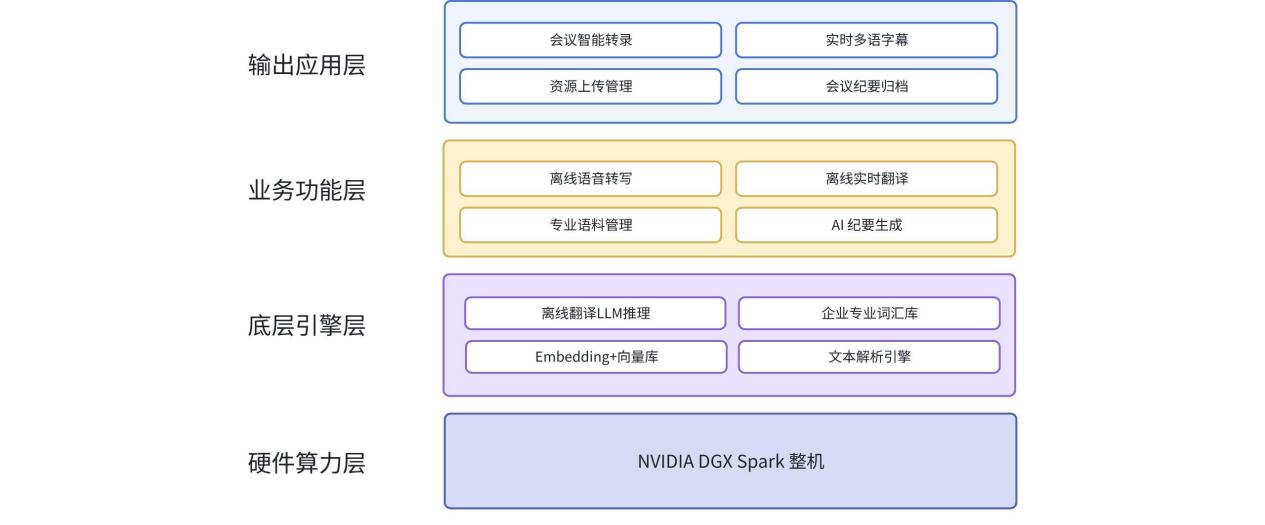 输出应用层
会议智能转录
实时多语字幕
资源上传管理
会议纪要归档
业务功能层
离线语音转写
离线实时翻译
专业语料管理
AI 纪要生成
底层引擎层
离线翻译LLM推理
企业专业词汇库
Embedding+向量库
文本解析引擎
硬件算力层
NVIDIA DGX Spark 整机